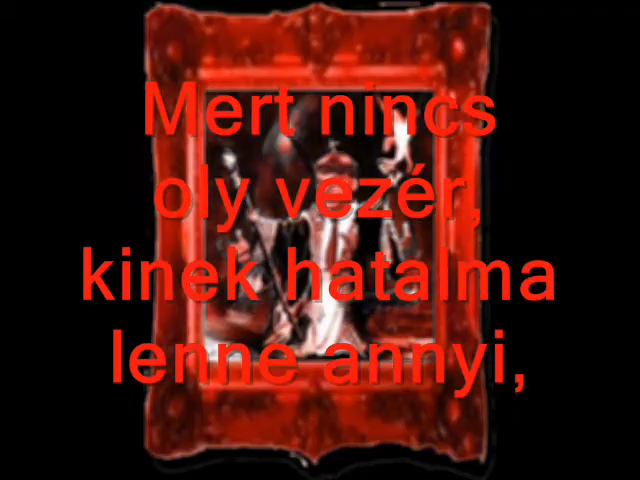 Mert nincs
oly vezér,
kinek hatalma
lenne annyi,